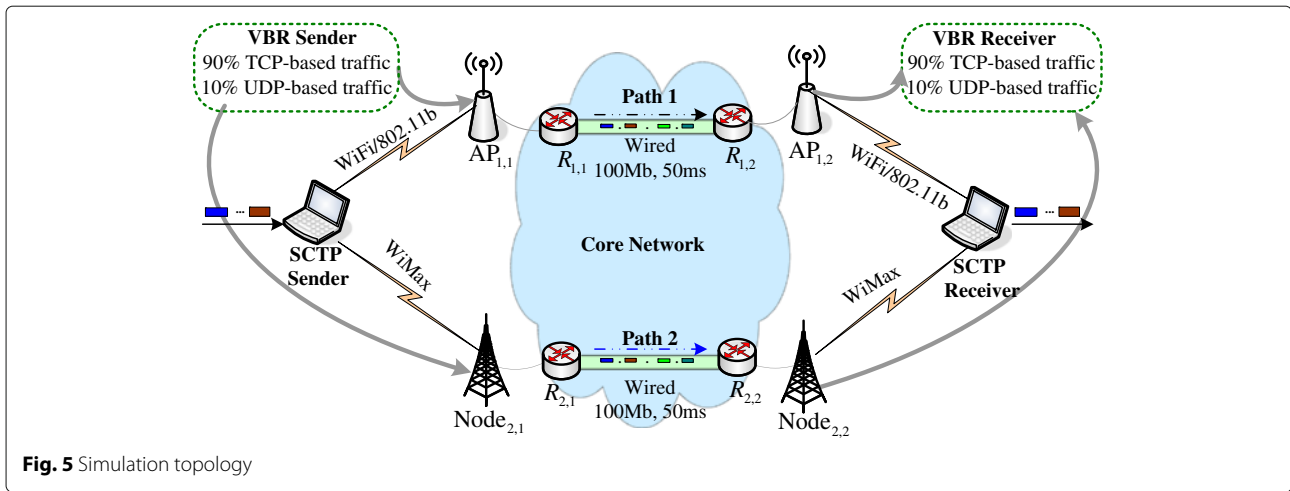 VBR Sender
90% TCP-based traffic
10% UDP-based traffic
VBR Receiver
90% TCP-based traffic
10% UDP-based traffic
Path 1
AP1,1
R1,1
Wired
100Mb, 50ms
R1,2
AP1,2
WiFi/802.11b
WiFi/802.11b
...
SCTP
Sender
Core Network
...
SCTP
Receiver
WiMax
WiMax
Path 2
Node2,1
R2,1
Wired
100Mb, 50ms
R2,2
Node2,2
Fig. 5 Simulation topology